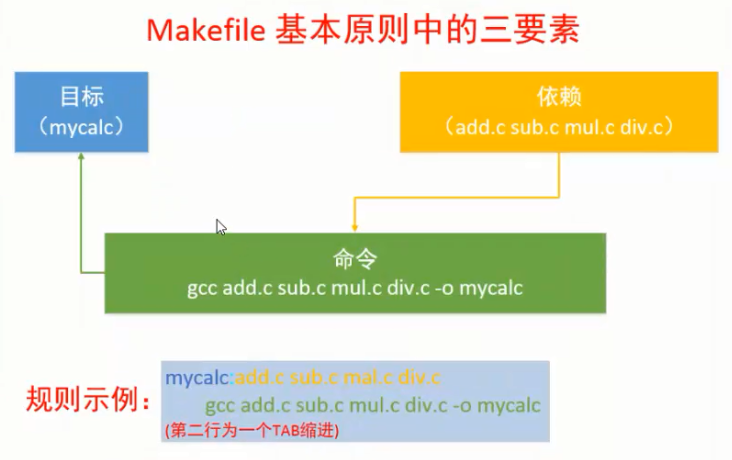 Makefile 基本原则中的三要素
目标
（mycalc）
依赖
（add.c sub.c mul.c div.c）
命令
gcc add.c sub.c mul.c div.c -o mycalc
规则示例：
mycalc:add.c sub.c mal.c div.c
gcc add.c sub.c mul.c div.c -o mycalc
(第二行为一个TAB缩进)